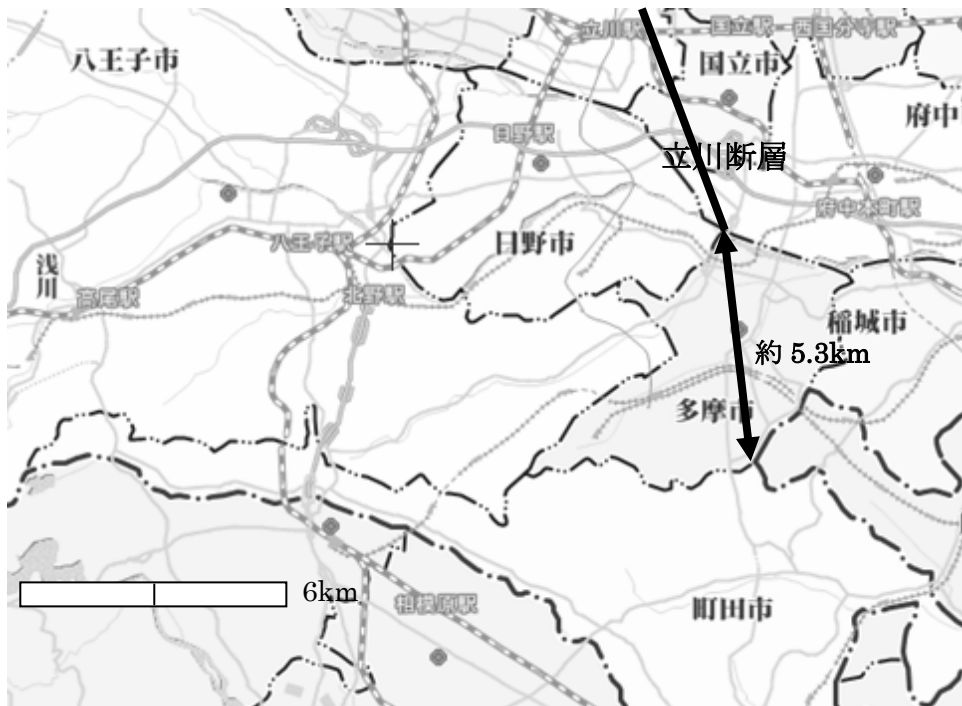 立川駅
国立駅
西国分寺駅
八王子市
国立市
府中
日野駅
立川断層
府中本町駅
八王子駅
日野市
浅川
高尾駅
北野駅
稲城市
約 5.3km
多摩市
6km
相模原駅
町田市